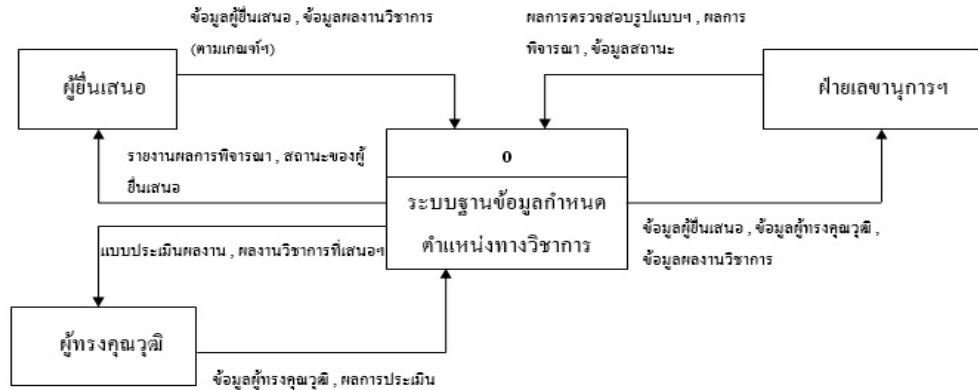 ข้อมูลผู้ยื่นเสนอ , ข้อมูลผลงานวิชาการ
(ตามเกณฑ์ฯ)
ผลการตรวจสอบรูปแบบฯ , ผลการ
พิจารณา , ข้อมูลสถานะ
ผู้ยื่นเสนอ
ฝ่ายเลขานุการฯ
รายงานผลการพิจารณา , สถานะของผู้
ยื่นเสนอ
0
ระบบฐานข้อมูลกำหนด
ตำแหน่งทางวิชาการ
ข้อมูลผู้ยื่นเสนอ , ข้อมูลผู้ทรงคุณวุฒิ ,
ข้อมูลผลงานวิชาการ
แบบประเมินผลงาน , ผลงานวิชาการที่เสนอฯ
ผู้ทรงคุณวุฒิ
ข้อมูลผู้ทรงคุณวุฒิ , ผลการประเมิน